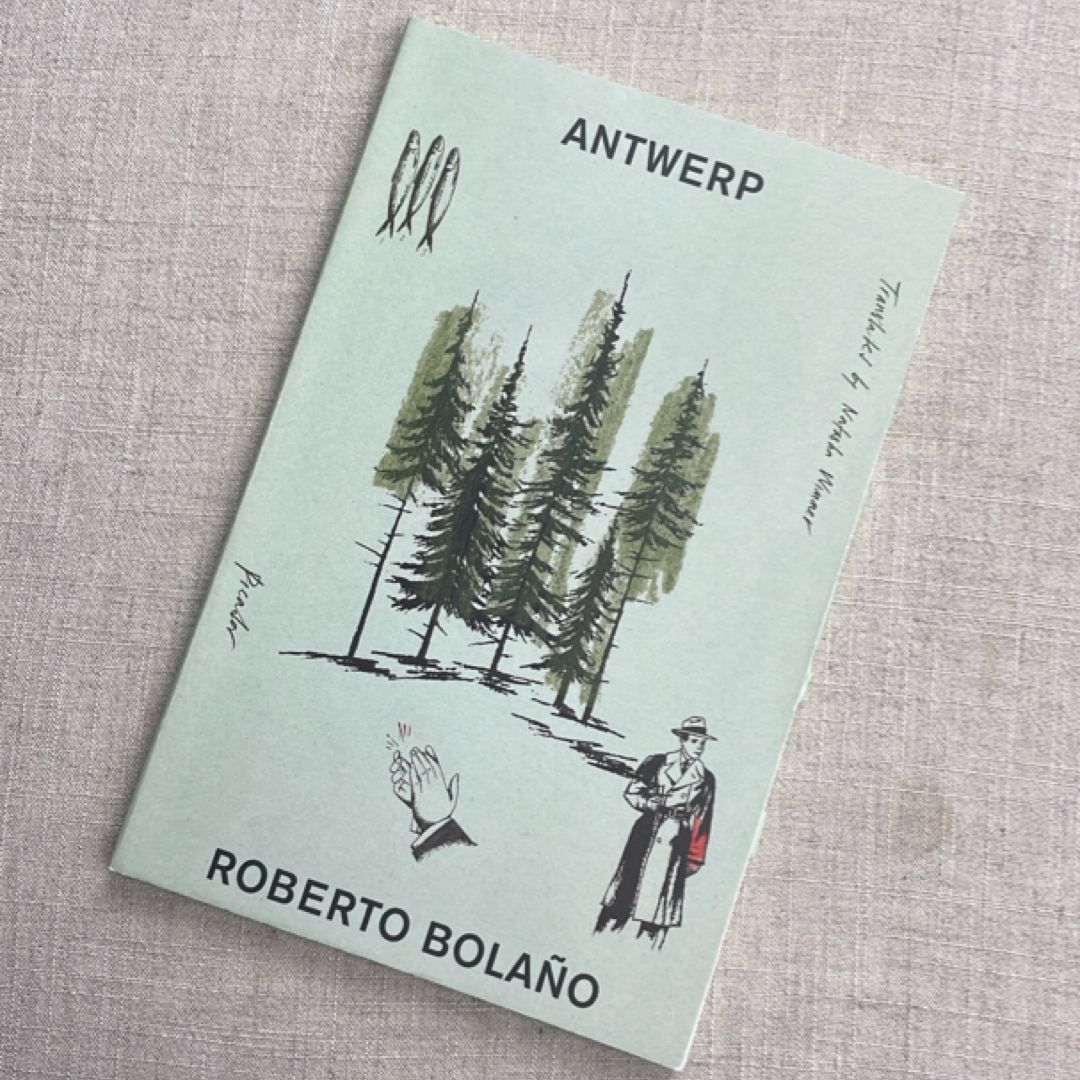 ANTWERP
Translated by Natasha Wimmer
Picador
ROBERTO BOLAÑO